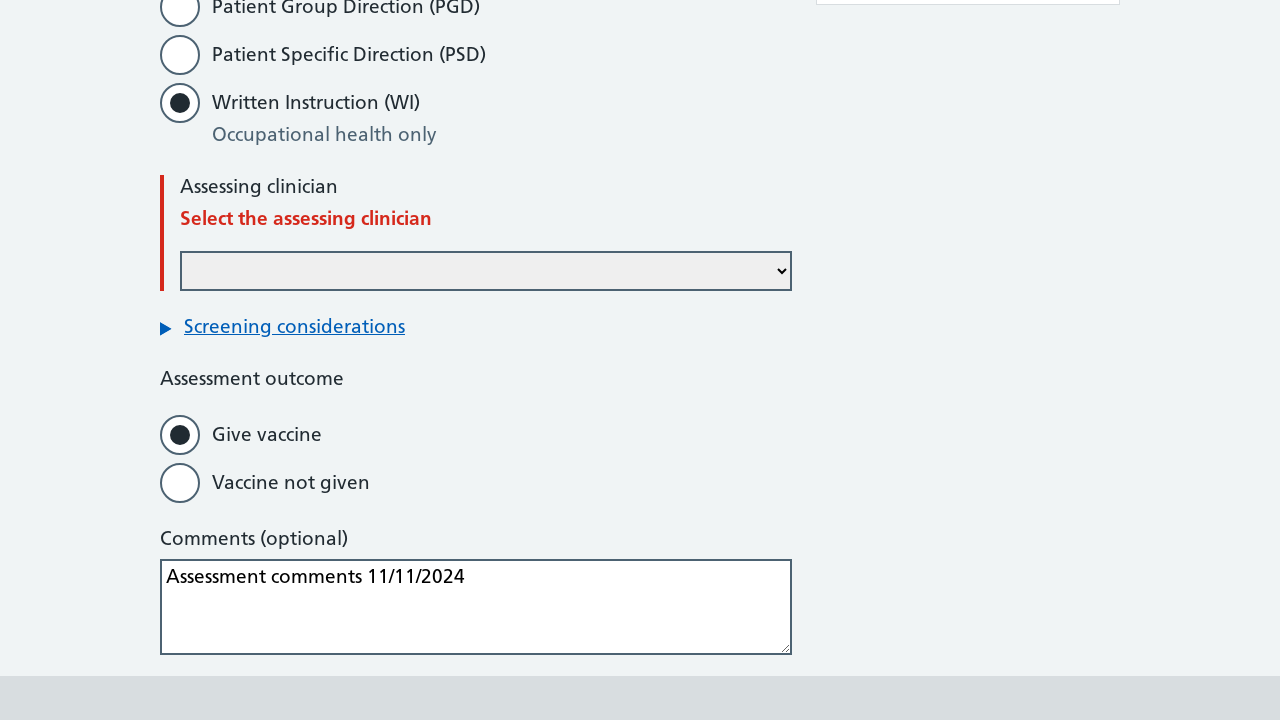 Patient Group Direction (PGD)
Patient Specific Direction (PSD)
Written Instruction (WI)
Occupational health only
Assessing clinician
Select the assessing clinician
Screening considerations
Assessment outcome
Give vaccine
Vaccine not given
Comments (optional)
Assessment comments 11/11/2024